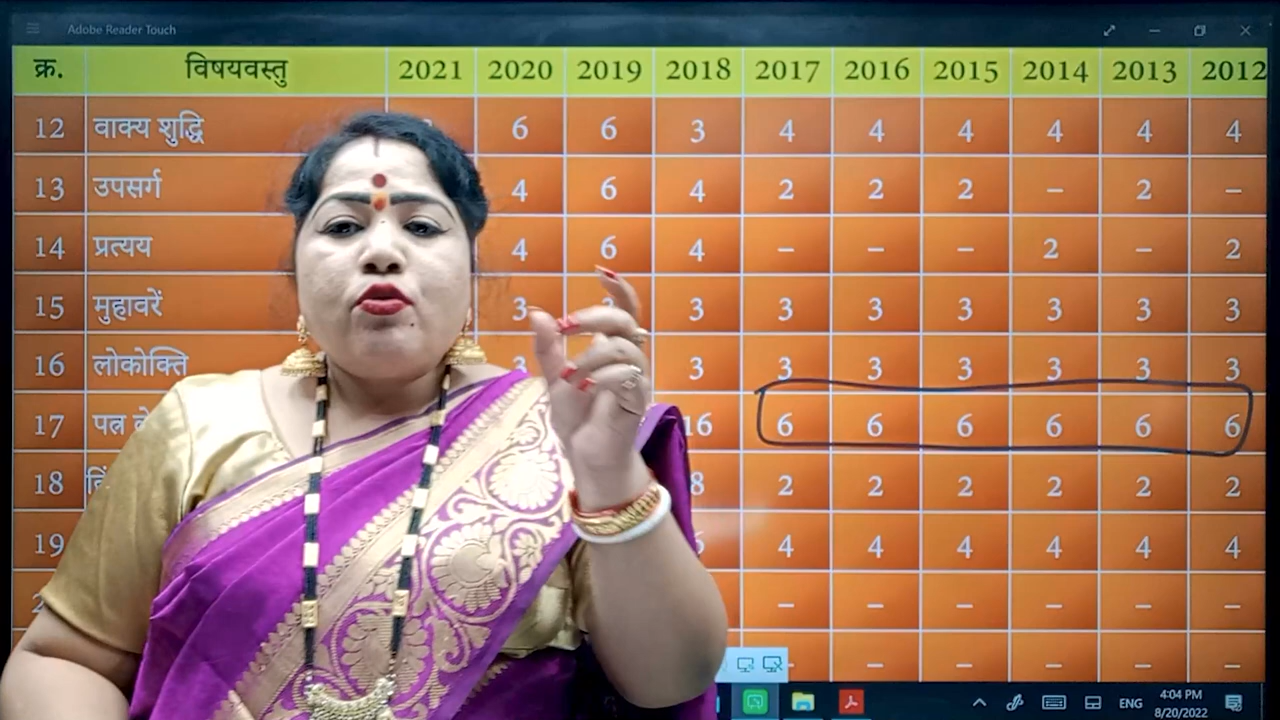 Adobe Reader Touch
क्र. विषयवस्तु 2021 2020 2019 2018 2017 2016 2015 2014 2013 2012
12 वाक्य शुद्धि 6 6 3 4 4 4 4 4 4
13 उपसर्ग 4 6 4 2 2 2 – 2 –
14 प्रत्यय 4 6 4 – – – 2 – 2
15 मुहावरें 3 3 3 3 3 3 3 3 3
16 लोकोक्ति 3 3 3 3 3 3 3 3
17 पत्र 16 6 6 6 6 6 6
18 8 2 2 2 2 2 2
19 4 4 4 4 4 4
– – – – – –
– – – – – –
ENG 4:04 PM
8/20/2022